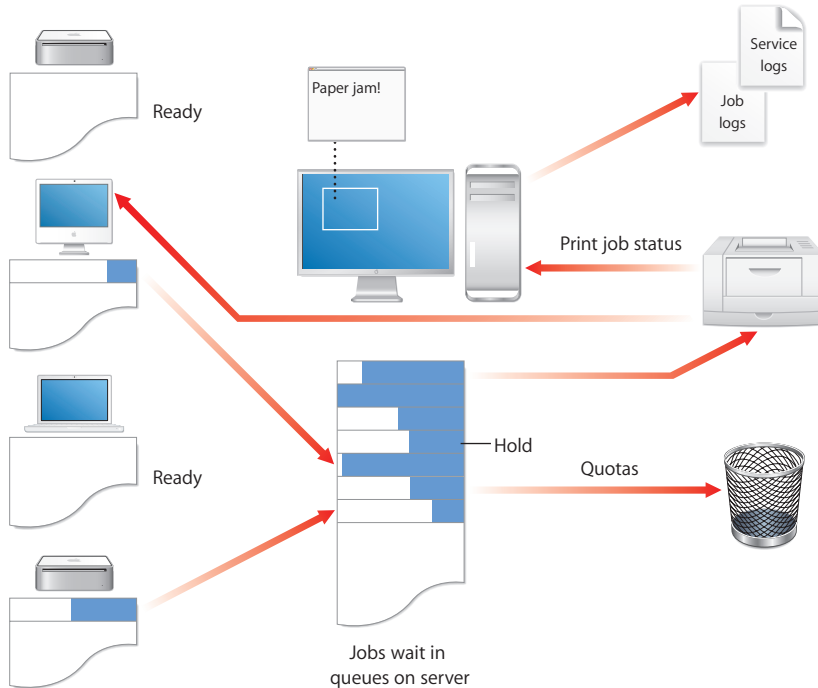 Service
logs
Job
logs
Paper jam!
Ready
Print job status
Hold
Quotas
Ready
Jobs wait in
queues on server